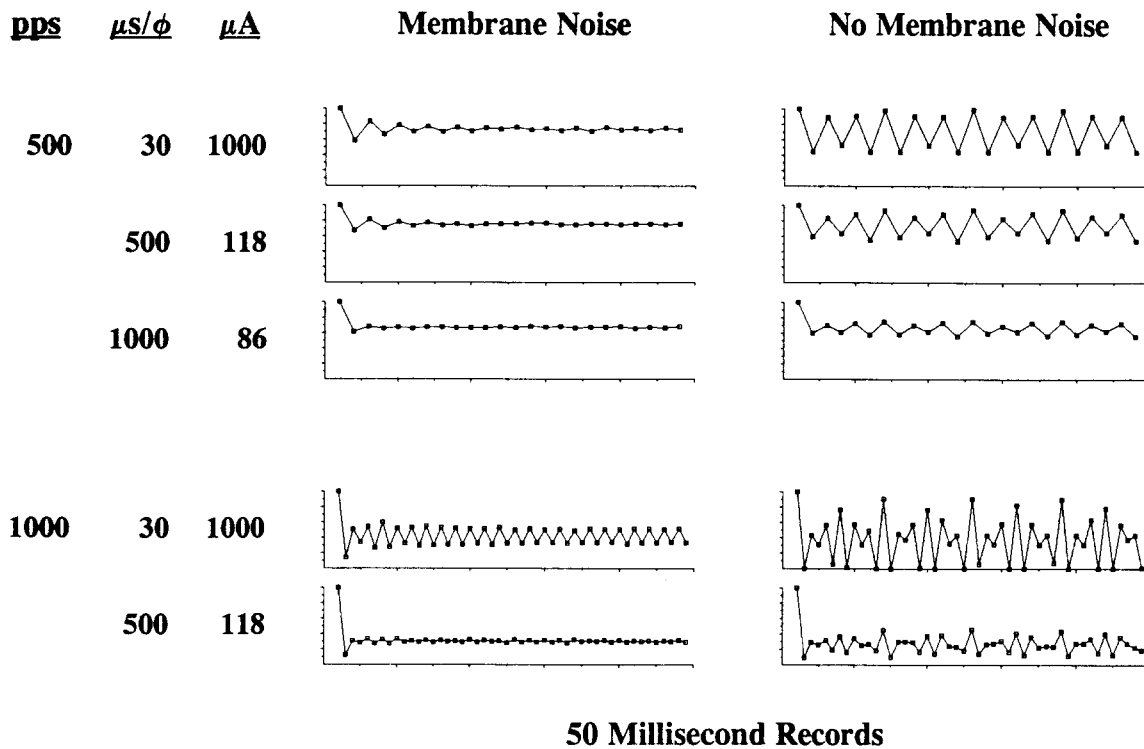 pps μs/ϕ μA Membrane Noise No Membrane Noise
500 30 1000
500 118
1000 86
1000 30 1000
500 118
50 Millisecond Records